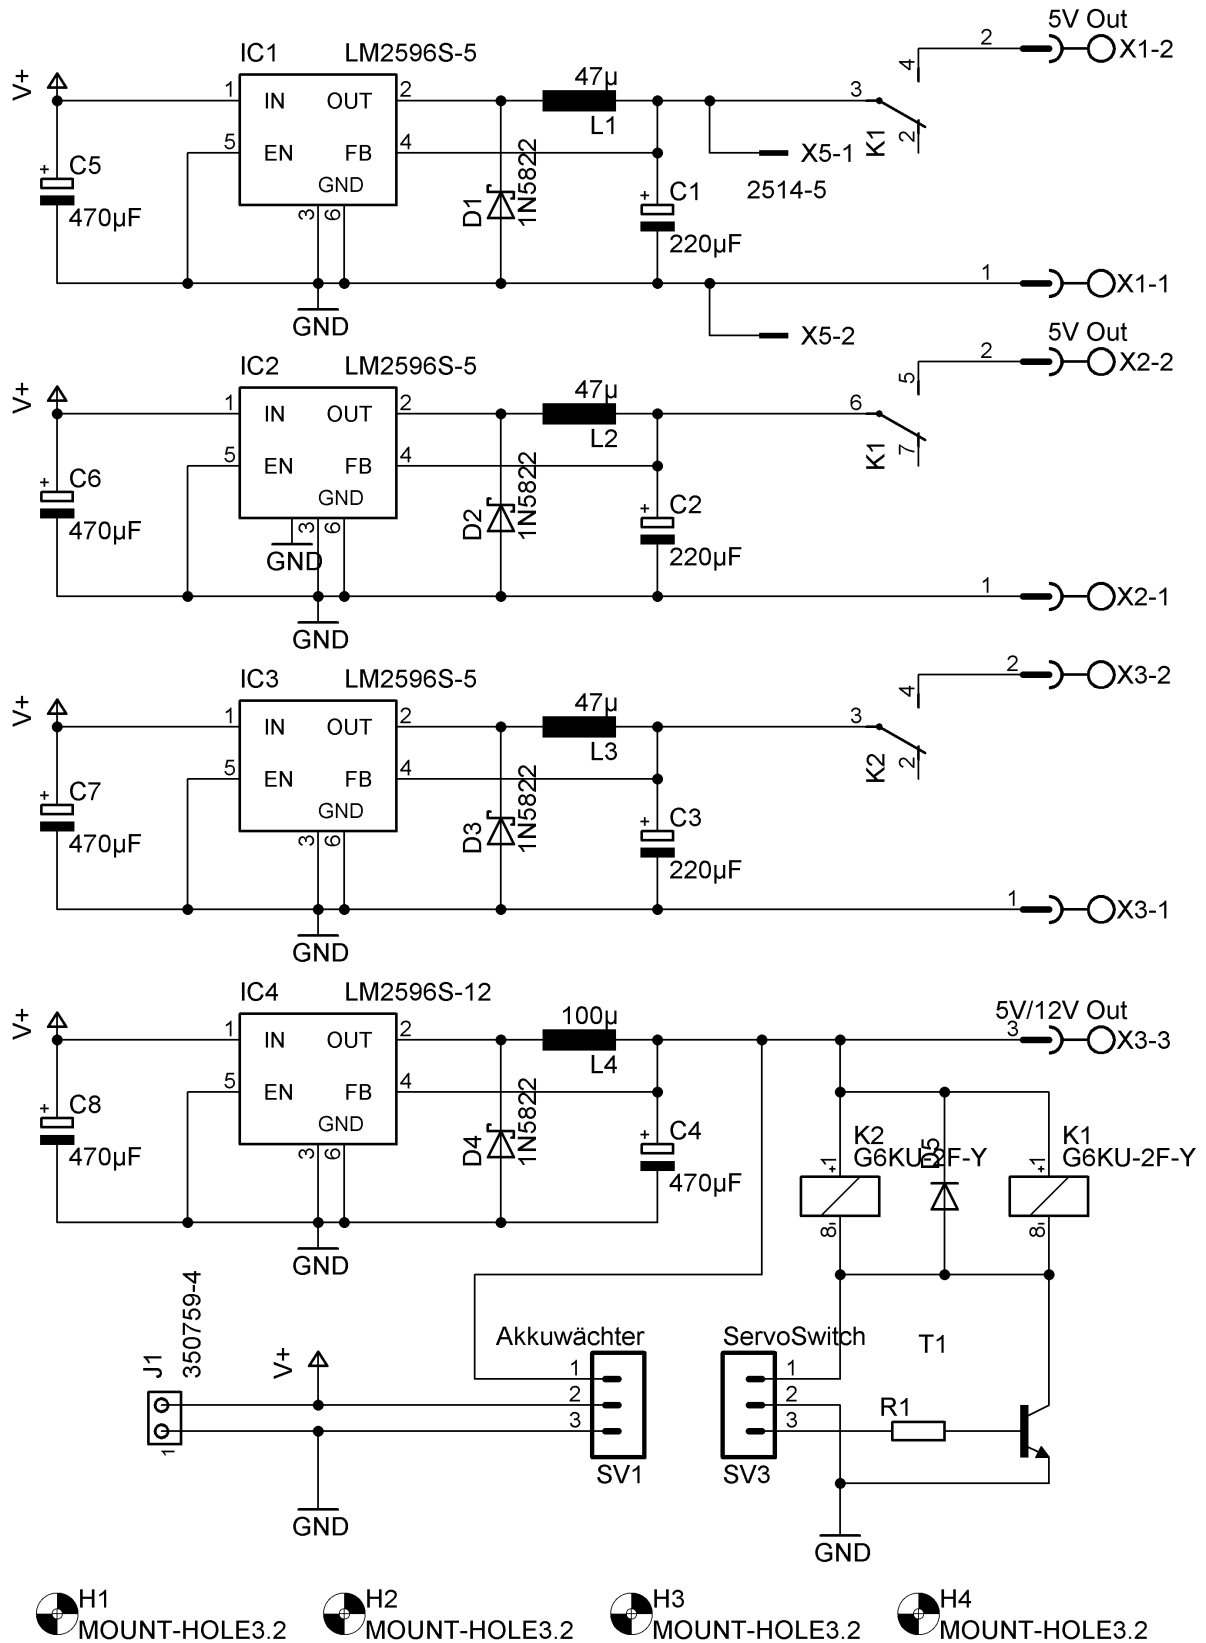 5V Out
IC1 LM2596S-5
2 X1-2
V+
1 IN OUT 2
47µ
L1
3
4
K1
2
5 EN FB 4
GND
3 6
C5
+
470µF
D1
1N5822
+
C1
220µF
X5-1
2514-5
1 X1-1
GND
X5-2
5V Out
IC2 LM2596S-5
2 X2-2
V+
1 IN OUT 2
47µ
L2
6
5
K1
7
5 EN FB 4
GND
3 6
GND
C6
+
470µF
D2
1N5822
+
C2
220µF
1 X2-1
GND
IC3 LM2596S-5
2 X3-2
V+
1 IN OUT 2
47µ
L3
3
4
K2
2
5 EN FB 4
GND
3 6
C7
+
470µF
D3
1N5822
+
C3
220µF
1 X3-1
GND
IC4 LM2596S-12
5V/12V Out
3 X3-3
V+
1 IN OUT 2
100µ
L4
5 EN FB 4
GND
3 6
C8
+
470µF
D4
1N5822
+
C4
470µF
K2
G6KU-2F-Y
+1
8-
D5
K1
G6KU-2F-Y
+1
8-
GND
J1
350759-4
1
V+
GND
Akkuwächter
1
2
3
SV1
ServoSwitch
1
2
3
SV3
T1
R1
GND
H1
MOUNT-HOLE3.2
H2
MOUNT-HOLE3.2
H3
MOUNT-HOLE3.2
H4
MOUNT-HOLE3.2